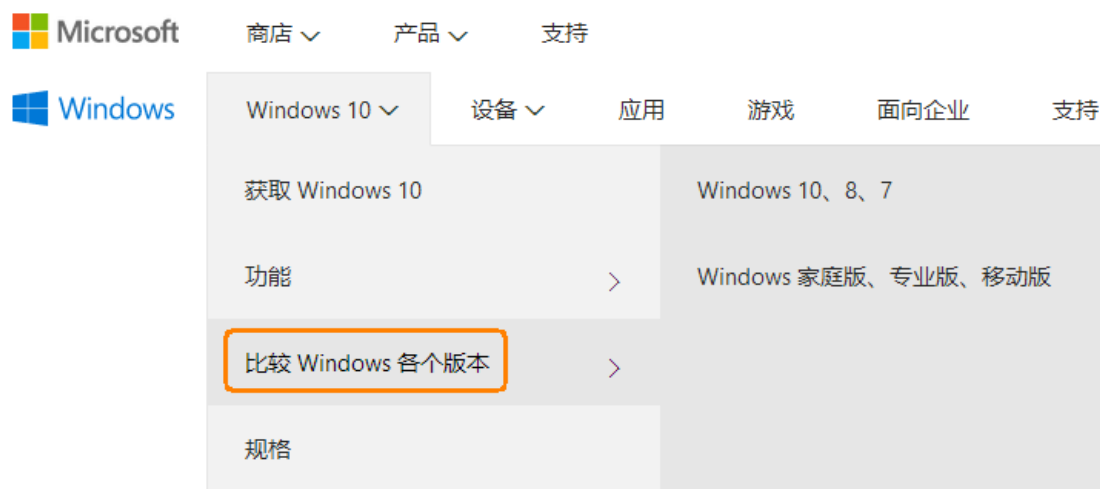 Microsoft 商店 产品 支持
Windows Windows 10 设备 应用 游戏 面向企业 支持
获取 Windows 10 Windows 10、8、7
功能 Windows 家庭版、专业版、移动版
比较 Windows 各个版本
规格